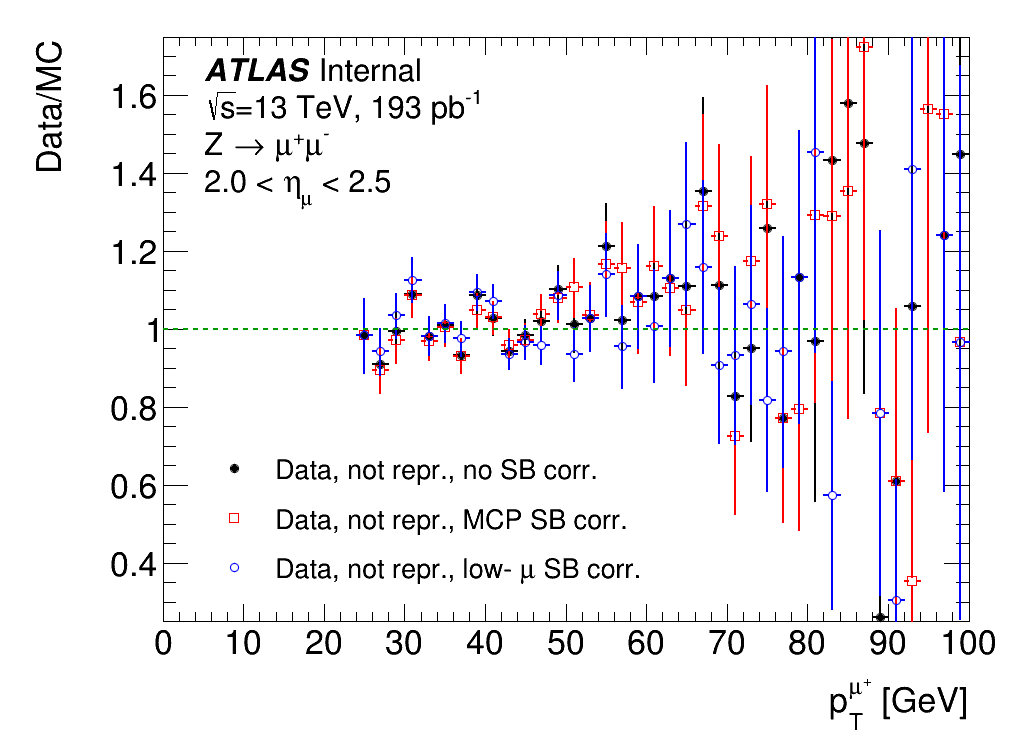 Data/MC
ATLAS Internal
√s=13 TeV, 193 pb⁻¹
Z → μ⁺μ⁻
2.0 < η_μ < 2.5
1.6
1.4
1.2
1
0.8
0.6
0.4
Data, not repr., no SB corr.
Data, not repr., MCP SB corr.
Data, not repr., low- μ SB corr.
0 10 20 30 40 50 60 70 80 90 100
p_T^μ⁺ [GeV]